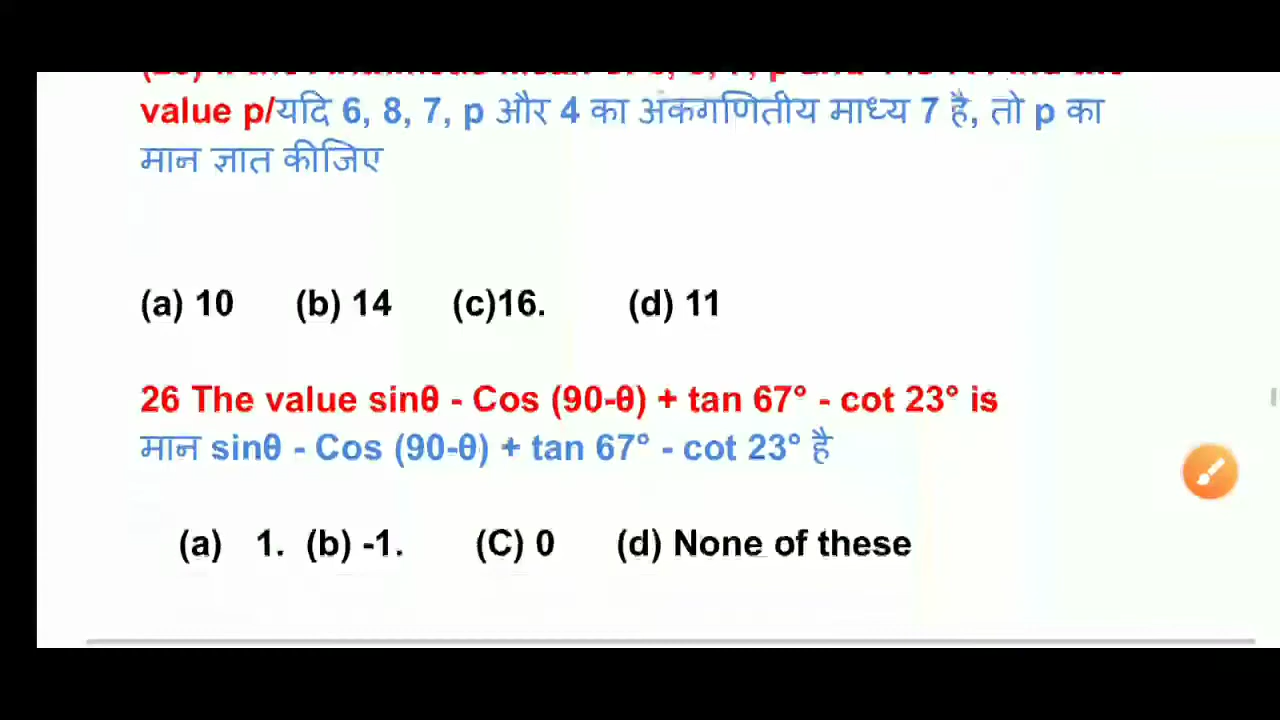 value p/यदि 6, 8, 7, p और 4 का अंकगणितीय माध्य 7 है, तो p का
मान ज्ञात कीजिए
(a) 10 (b) 14 (c)16. (d) 11
26 The value sinθ - Cos (90-θ) + tan 67° - cot 23° is
मान sinθ - Cos (90-θ) + tan 67° - cot 23° है
(a) 1. (b) -1. (C) 0 (d) None of these